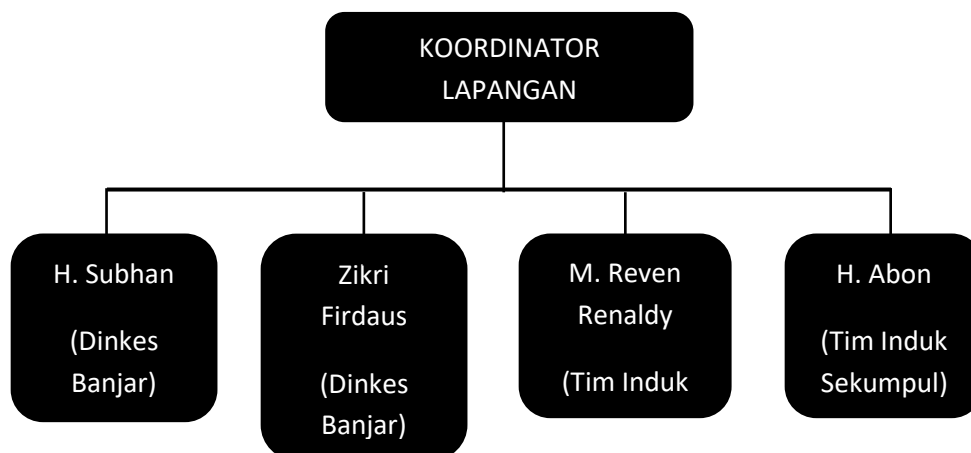 KOORDINATOR
LAPANGAN
H. Subhan
(Dinkes
Banjar)
Zikri
Firdaus
(Dinkes
Banjar)
M. Reven
Renaldy
(Tim Induk
H. Abon
(Tim Induk
Sekumpul)